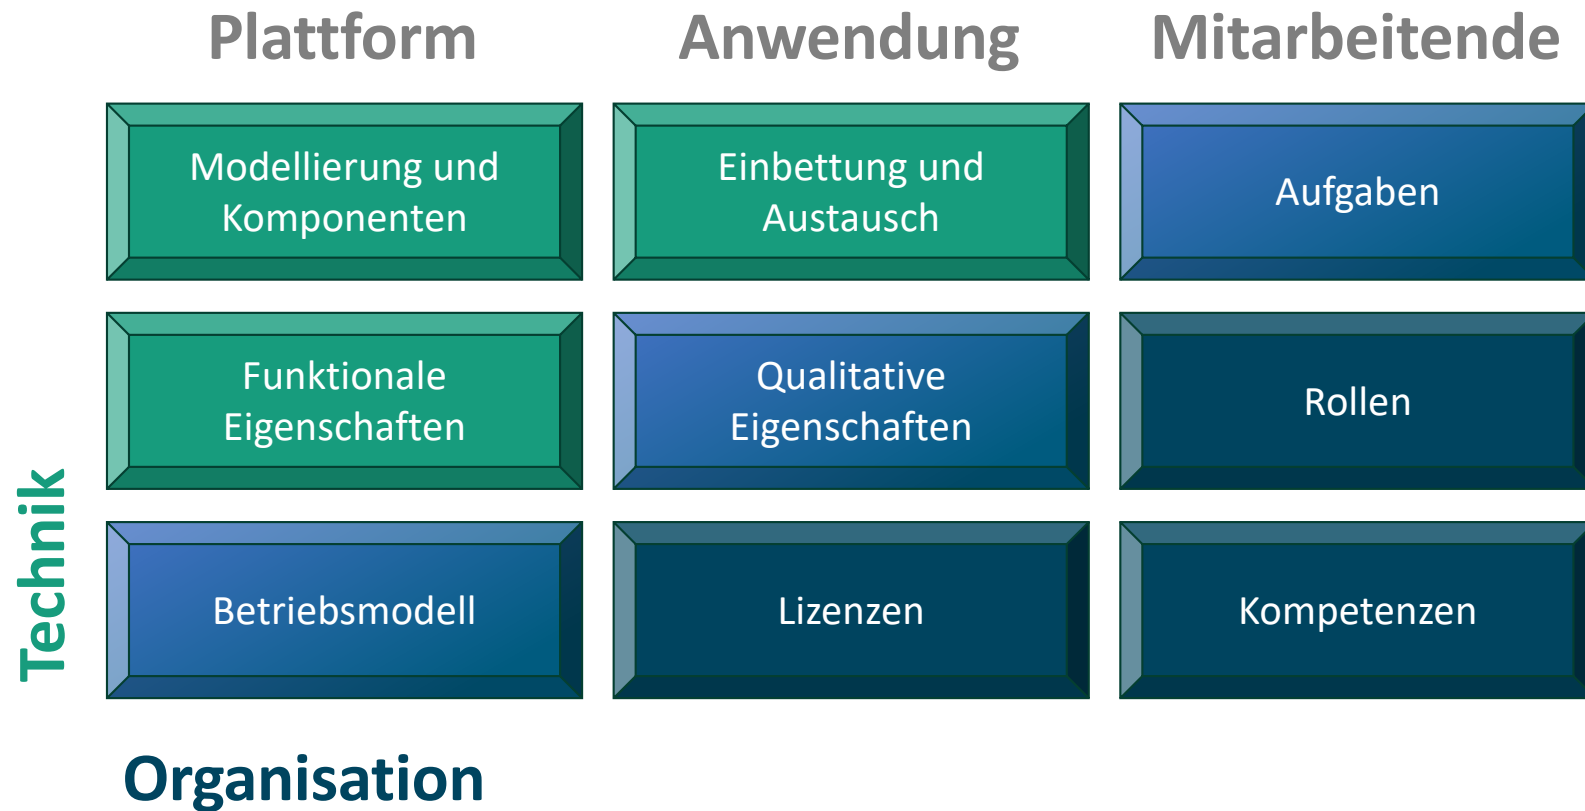 Plattform
Anwendung
Mitarbeitende
Modellierung und
Komponenten
Einbettung und
Austausch
Aufgaben
Funktionale
Eigenschaften
Qualitative
Eigenschaften
Rollen
Betriebsmodell
Lizenzen
Kompetenzen
Technik
Organisation